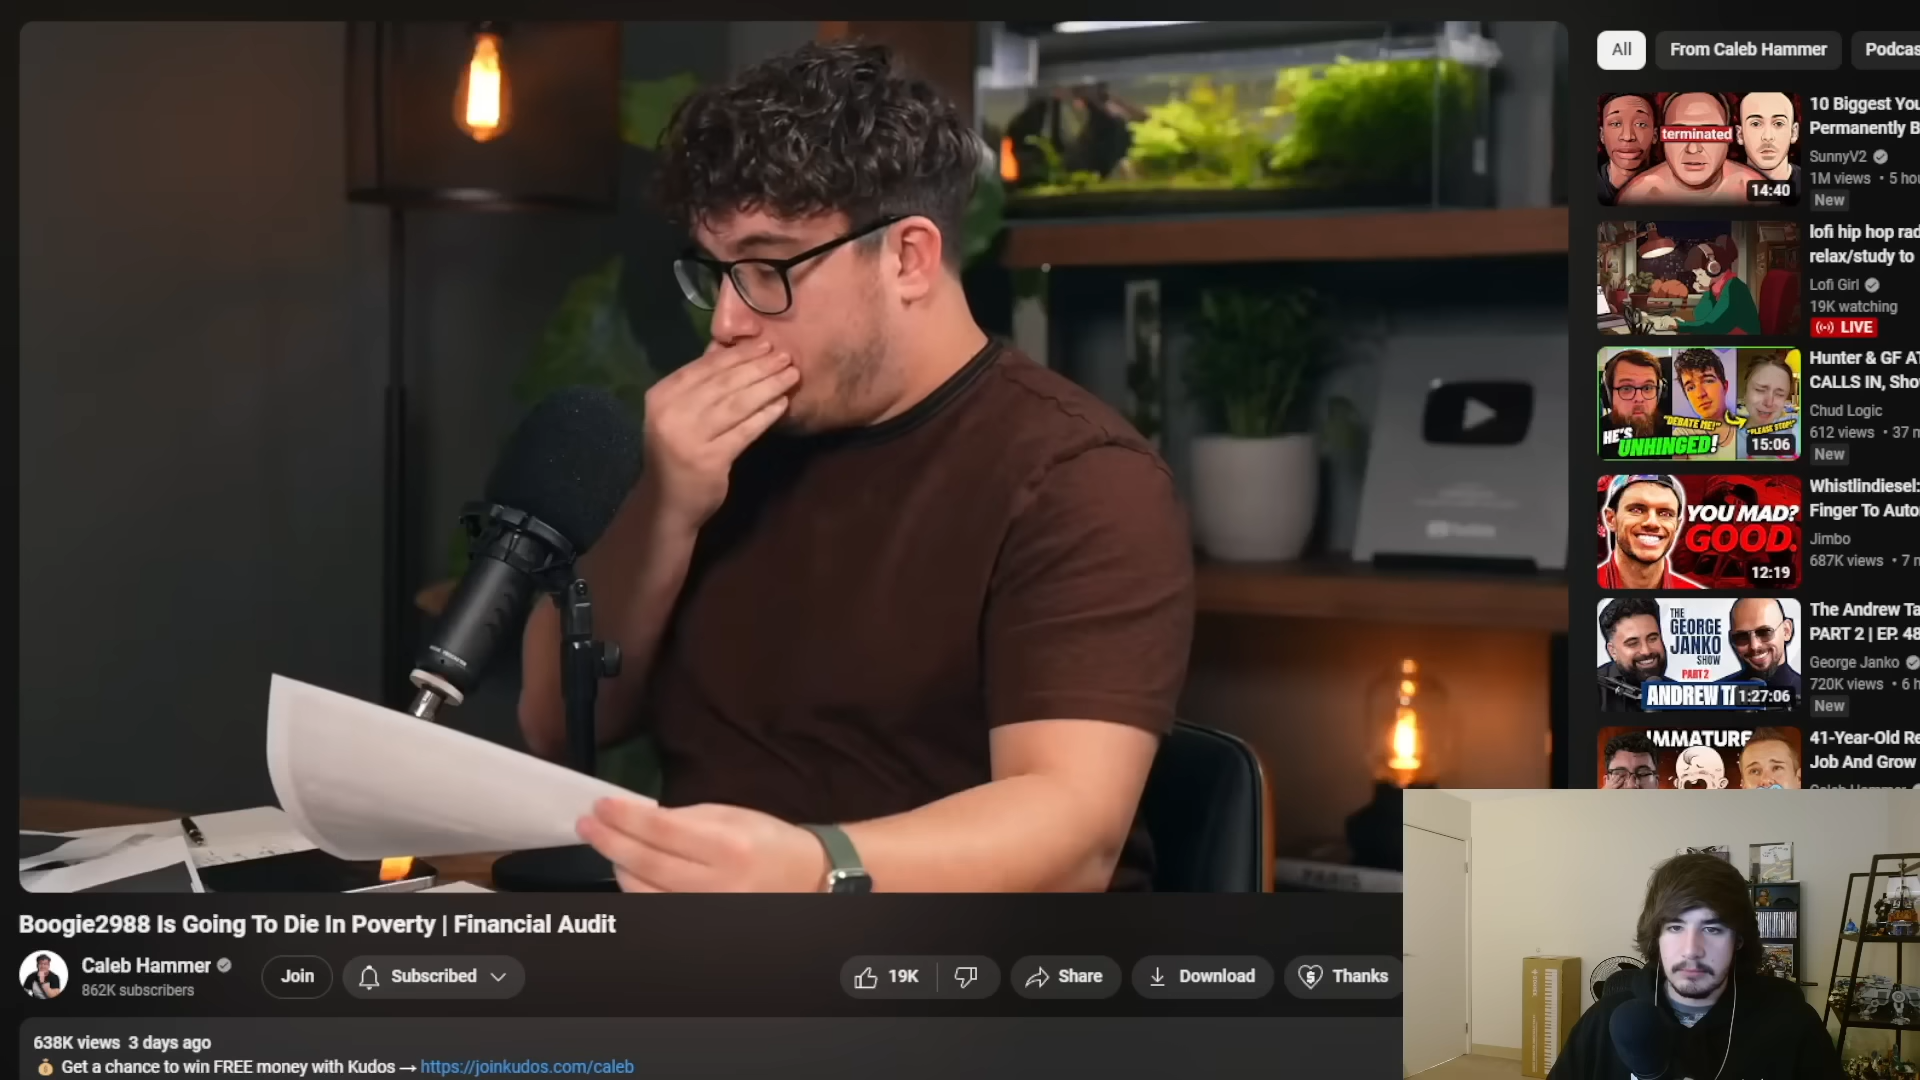 Boogie2988 Is Going To Die In Poverty | Financial Audit
Caleb Hammer
862K subscribers
Join
Subscribed
19K
Share
Download
Thanks
638K views 3 days ago
Get a chance to win FREE money with Kudos → https://joinkudos.com/caleb
All
From Caleb Hammer
Podcas
terminated
14:40
10 Biggest You
Permanently B
SunnyV2
1M views • 5 hou
New
lofi hip hop rad
relax/study to
Lofi Girl
19K watching
LIVE
HE'S
UNHINGED!
"DEBATE ME!"
"PLEASE STOP!"
15:06
Hunter & GF AT
CALLS IN, Sho
Chud Logic
612 views • 37 m
New
YOU MAD?
GOOD.
12:19
Whistlindiesel:
Finger To Auto
Jimbo
687K views • 7 m
THE
GEORGE
JANKO
SHOW
PART 2
ANDREW T
1:27:06
The Andrew Ta
PART 2 | EP. 48
George Janko
720K views • 6 h
New
IMMATURE
41-Year-Old Re
Job And Grow